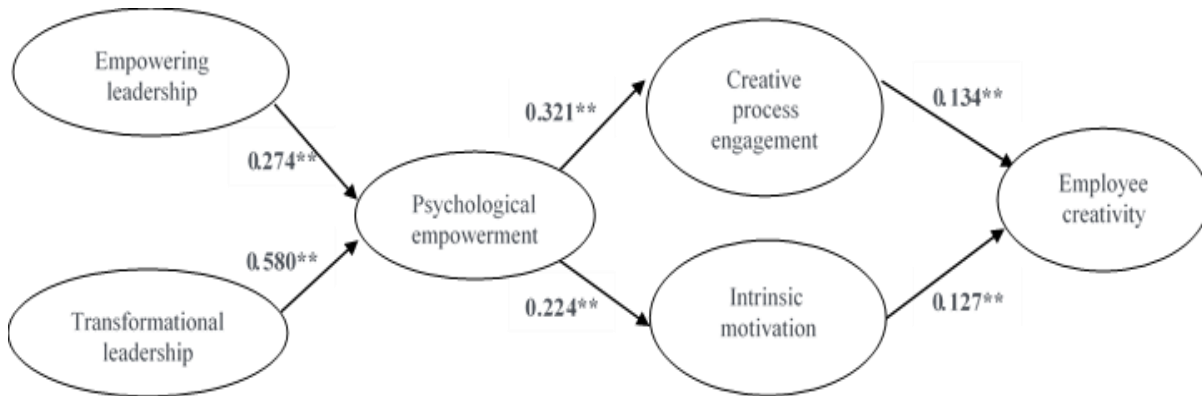 Empowering
leadership
0.274**
Transformational
leadership
0.580**
Psychological
empowerment
0.321**
0.224**
Creative
process
engagement
Intrinsic
motivation
0.134**
0.127**
Employee
creativity